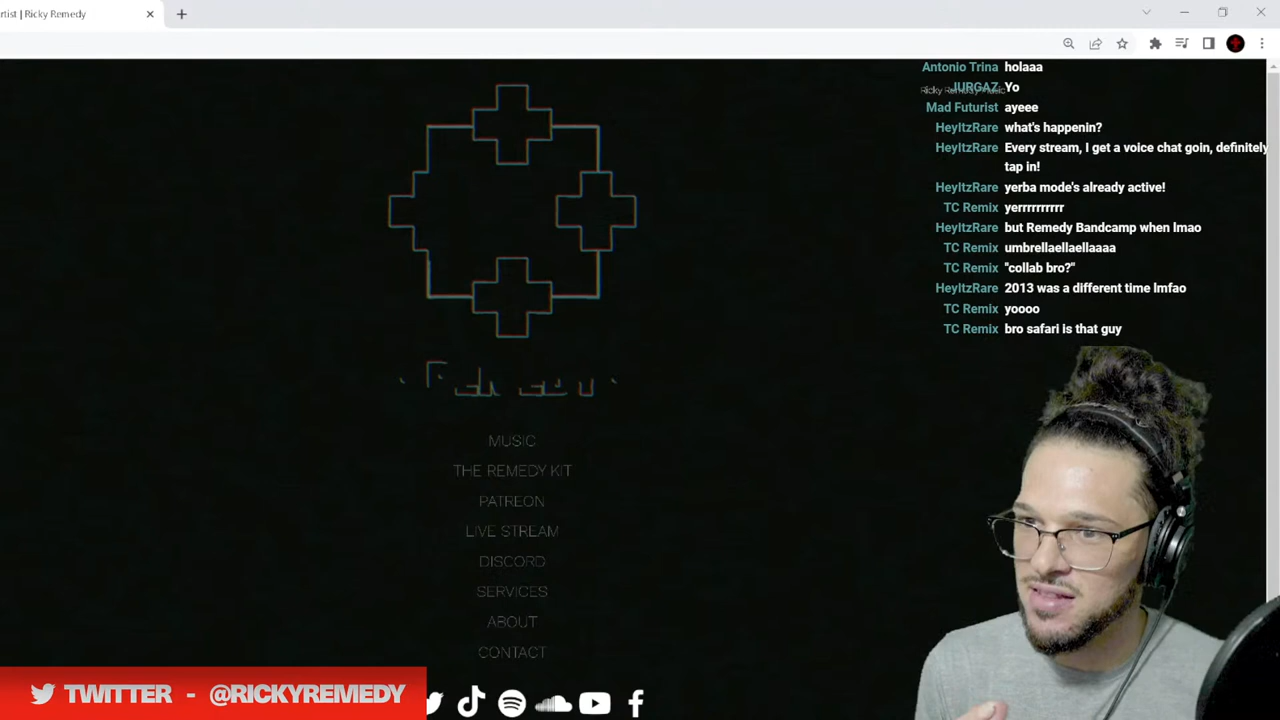 rtist | Ricky Remedy
Antonio Trina holaaa
Ricky Remedy Music
JURGAZ Yo
Mad Futurist ayeee
HeyItzRare what's happenin?
HeyItzRare Every stream, I get a voice chat goin, definitely
tap in!
HeyItzRare yerba mode's already active!
TC Remix yerrrrrrrrr
HeyItzRare but Remedy Bandcamp when lmao
TC Remix umbrellaellaellaaaa
TC Remix "collab bro?"
HeyItzRare 2013 was a different time lmfao
TC Remix yoooo
TC Remix bro safari is that guy
MUSIC
THE REMEDY KIT
PATREON
LIVE STREAM
DISCORD
SERVICES
ABOUT
CONTACT
TWITTER - @RICKYREMEDY